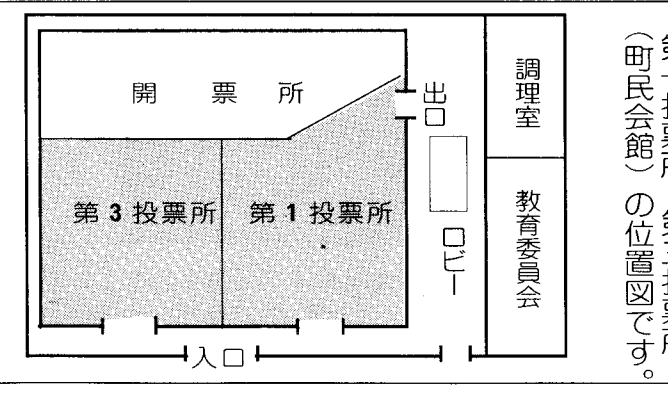 （町民会館）の位置図です。
調理室
教育委員会
開票所
出口
第3投票所
第1投票所
ロビー
入口